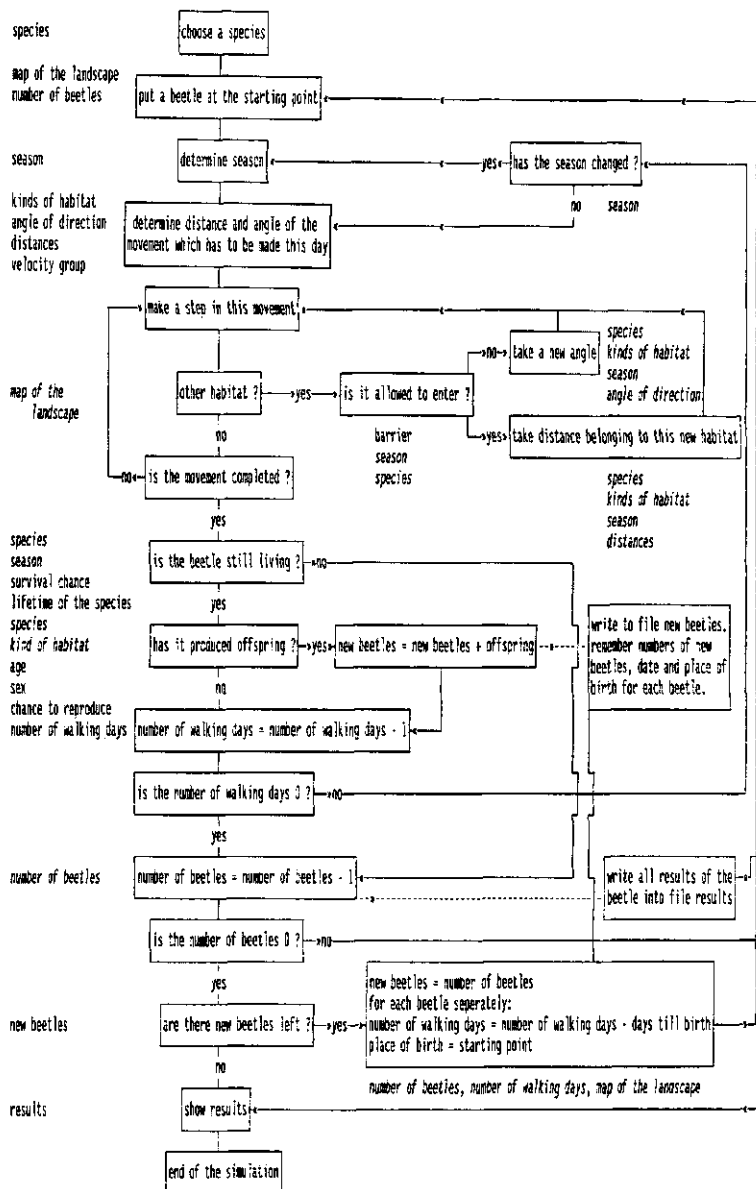 species
choose a species
map of the landscape
number of beetles
put a beetle at the starting point
season
determine season
yes
has the season changed ?
no
season
kinds of habitat
angle of direction
distances
velocity group
determine distance and angle of the
movement which has to be made this day
make a step in this movement
species
kinds of habitat
season
angle of direction
no
take a new angle
map of the
landscape
other habitat ?
yes
is it allowed to enter ?
no
barrier
season
species
yes
take distance belonging to this new habitat
no
is the movement completed ?
species
kinds of habitat
season
distances
yes
species
season
survival chance
lifetime of the species
is the beetle still living ?
no
yes
species
kind of habitat
age
sex
chance to reproduce
number of walking days
has it produced offspring ?
yes
new beetles = new beetles + offspring
write to file new beetles.
remember numbers of new
beetles, date and place of
birth for each beetle.
no
number of walking days = number of walking days - 1
is the number of walking days 0 ?
no
yes
number of beetles
number of beetles = number of beetles - 1
write all results of the
beetle into file results
is the number of beetles 0 ?
no
yes
new beetles
are there new beetles left ?
yes
new beetles = number of beetles
for each beetle seperately:
number of walking days = number of walking days - days till birth
place of birth = starting point
no
number of beetles, number of walking days, map of the landscape
results
show results
end of the simulation